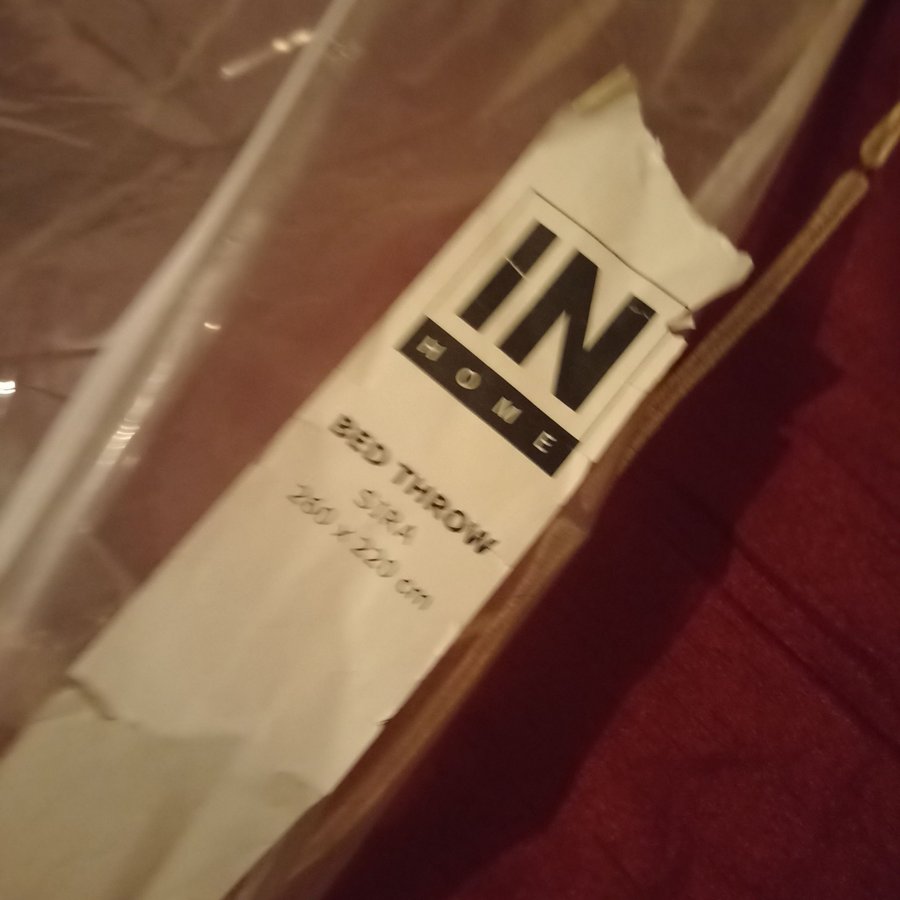 IN
HOME
BED THROW
SIRA
260 x 220 cm